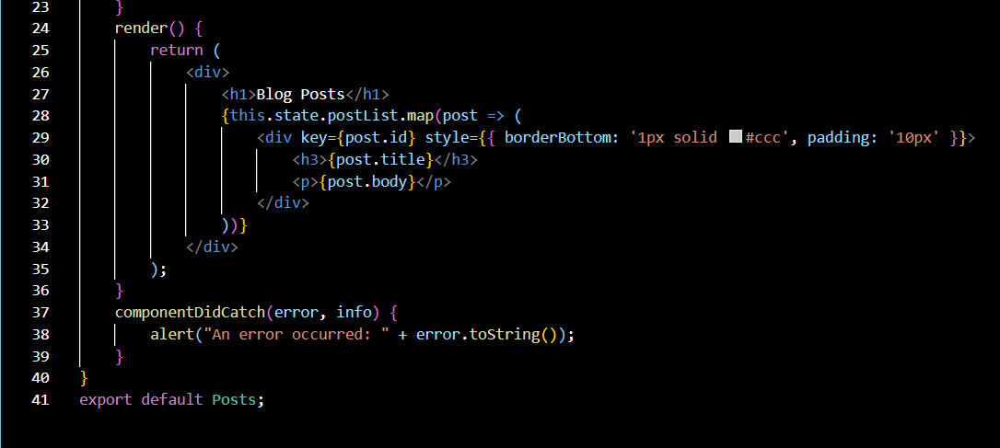 23 }
24 render() {
25 return (
26 <div>
27 <h1>Blog Posts</h1>
28 {this.state.postList.map(post => (
29 <div key={post.id} style={{ borderBottom: '1px solid #ccc', padding: '10px' }}>
30 <h3>{post.title}</h3>
31 <p>{post.body}</p>
32 </div>
33 ))}
34 </div>
35 );
36 }
37 componentDidCatch(error, info) {
38 alert("An error occurred: " + error.toString());
39 }
40 }
41 export default Posts;